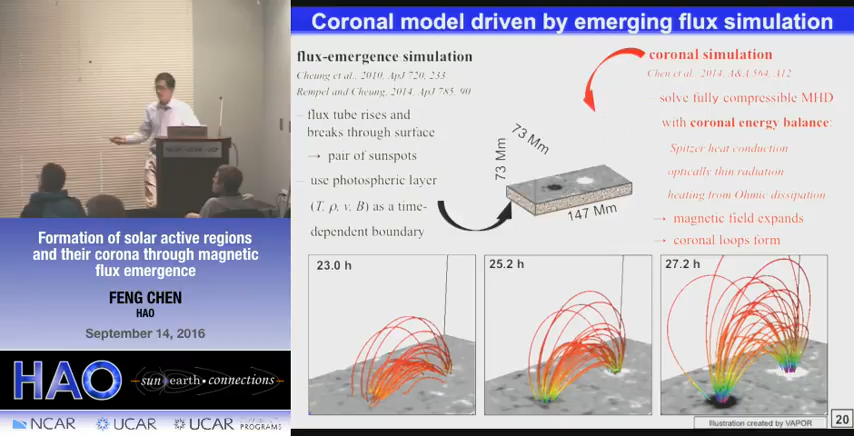 Coronal model driven by emerging flux simulation
flux-emergence simulation
Cheung et al., 2010, ApJ 720, 233
Rempel and Cheung, 2014, ApJ 785, 90
– flux tube rises and
breaks through surface
→ pair of sunspots
– use photospheric layer
(T, ρ, v, B) as a time-
dependent boundary
73 Mm
73 Mm
147 Mm
coronal simulation
Chen et al. 2014, A&A 564, A12
– solve fully compressible MHD
with coronal energy balance:
Spitzer heat conduction
optically thin radiation
heating from Ohmic dissipation
→ magnetic field expands
→ coronal loops form
23.0 h
25.2 h
27.2 h
Illustration created by VAPOR
20
Formation of solar active regions
and their corona through magnetic
flux emergence
FENG CHEN
HAO
September 14, 2016
HAO
sun earth • connections
NCAR
UCAR
UCAR COMMUNITY PROGRAMS